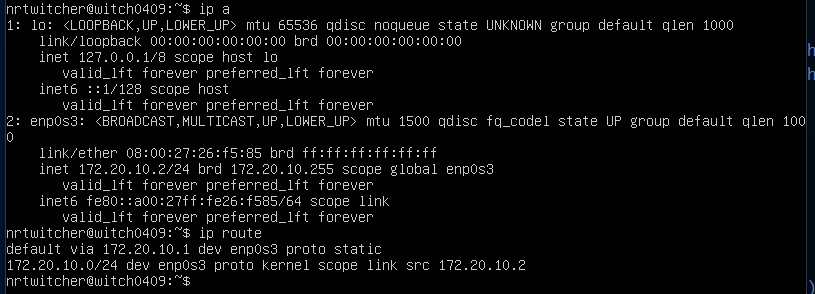 nrtwitcher@witch0409:~$ ip a
1: lo: <LOOPBACK,UP,LOWER_UP> mtu 65536 qdisc noqueue state UNKNOWN group default qlen 1000
    link/loopback 00:00:00:00:00:00 brd 00:00:00:00:00:00
    inet 127.0.0.1/8 scope host lo
       valid_lft forever preferred_lft forever
    inet6 ::1/128 scope host
       valid_lft forever preferred_lft forever
2: enp0s3: <BROADCAST,MULTICAST,UP,LOWER_UP> mtu 1500 qdisc fq_codel state UP group default qlen 100
0
    link/ether 08:00:27:26:f5:85 brd ff:ff:ff:ff:ff:ff
    inet 172.20.10.2/24 brd 172.20.10.255 scope global enp0s3
       valid_lft forever preferred_lft forever
    inet6 fe80::a00:27ff:fe26:f585/64 scope link
       valid_lft forever preferred_lft forever
nrtwitcher@witch0409:~$ ip route
default via 172.20.10.1 dev enp0s3 proto static
172.20.10.0/24 dev enp0s3 proto kernel scope link src 172.20.10.2
nrtwitcher@witch0409:~$
h
h
)